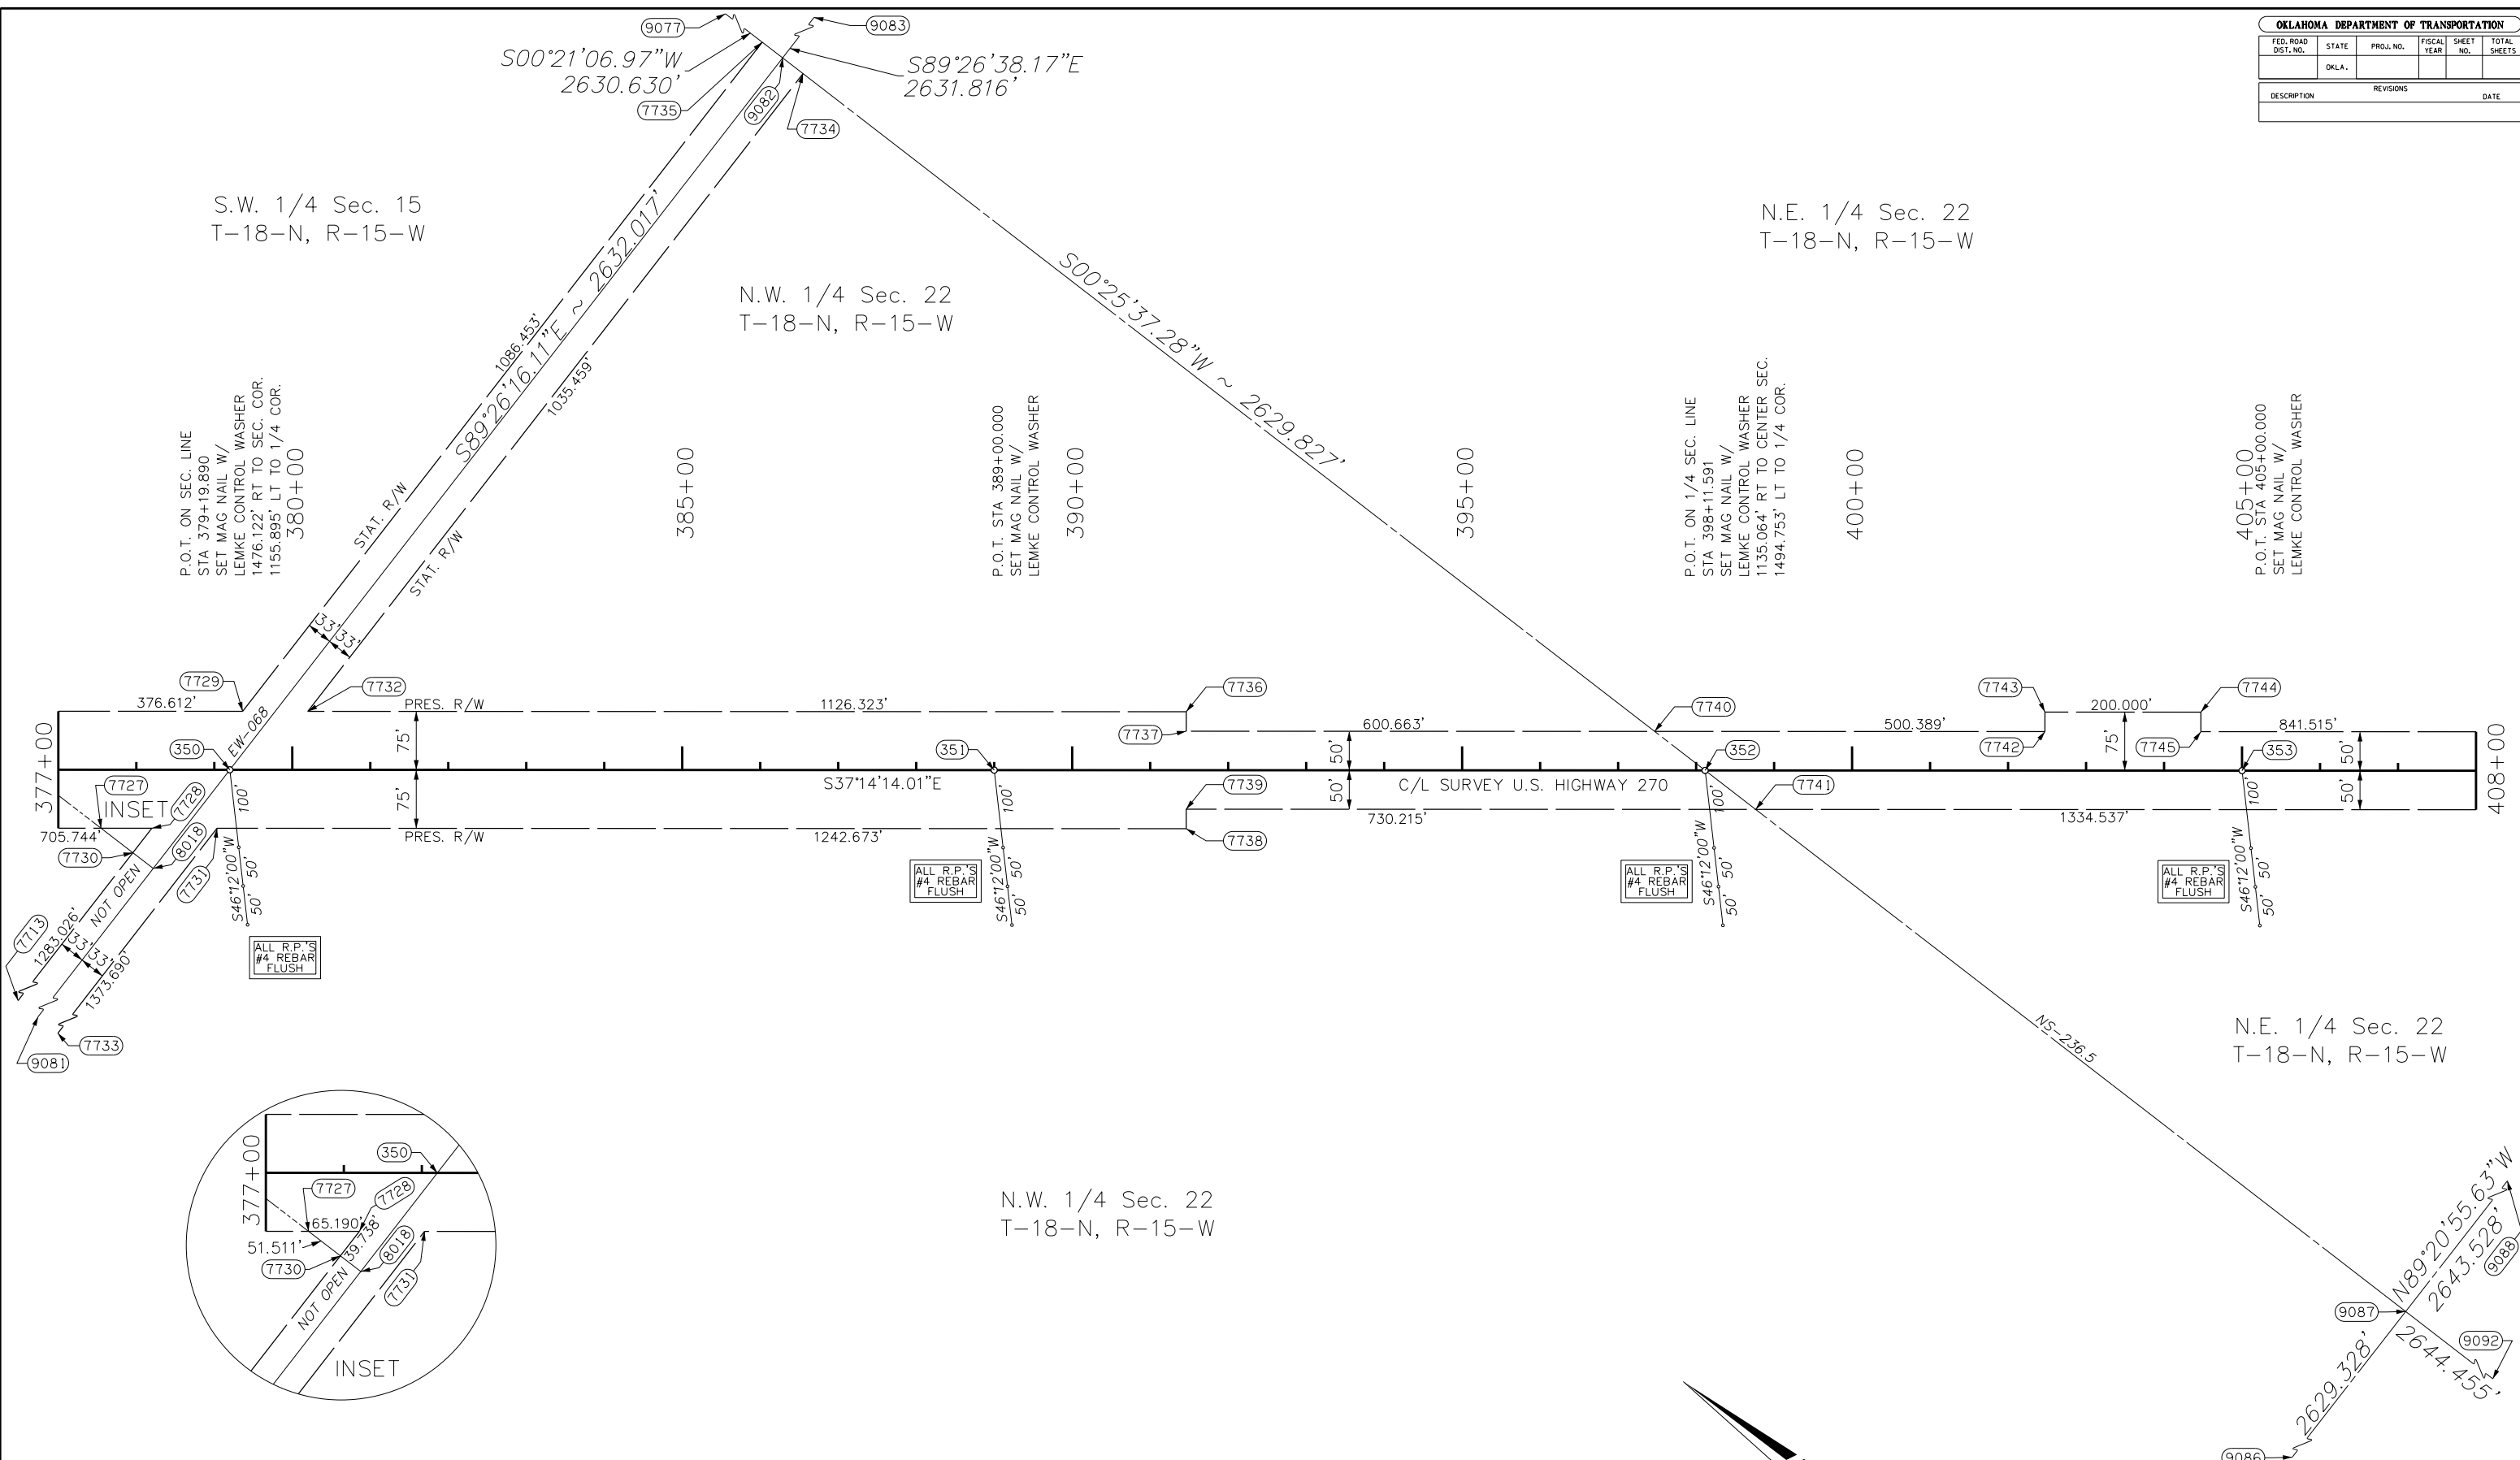 OKLAHOMA DEPARTMENT OF TRANSPORTATION
FED. ROAD DIST. NO.
STATE
PROJ. NO.
FISCAL YEAR
SHEET NO.
TOTAL SHEETS
OKLA.
REVISIONS
DESCRIPTION
DATE
9077
9083
S00°21'06.97"W
2630.630'
S89°26'38.17"E
2631.816'
7735
9082
7734
S.W. 1/4 Sec. 15
T-18-N, R-15-W
N.W. 1/4 Sec. 22
T-18-N, R-15-W
N.E. 1/4 Sec. 22
T-18-N, R-15-W
1086.453'
S89°26'16.11"E ~ 2632.017'
1035.459'
S00°25'37.28"W ~ 2629.827'
STAT. R/W
STAT. R/W
P.O.T. ON SEC. LINE
STA 379+19.890
SET MAG NAIL W/
LEMKE CONTROL WASHER
1476.122' RT TO SEC. COR.
1155.895' LT TO 1/4 COR.
380+00
385+00
P.O.T. STA 389+00.000
SET MAG NAIL W/
LEMKE CONTROL WASHER
390+00
395+00
P.O.T. ON 1/4 SEC. LINE
STA 398+11.591
SET MAG NAIL W/
LEMKE CONTROL WASHER
1135.064' RT TO CENTER SEC.
1494.753' LT TO 1/4 COR.
400+00
405+00
P.O.T. STA 405+00.000
SET MAG NAIL W/
LEMKE CONTROL WASHER
33'
33'
7729
7732
376.612'
PRES. R/W
1126.323'
7736
7737
600.663'
7740
500.389'
7743
200.000'
7744
7742
7745
841.515'
377+00
350
EW-068
75'
351
50'
352
75'
353
50'
408+00
S37°14'14.01"E
C/L SURVEY U.S. HIGHWAY 270
7727
INSET
7728
100'
75'
100'
7739
50'
100'
7741
100'
50'
705.744'
8018
PRES. R/W
1242.673'
7738
730.215'
1334.537'
7730
7731
NOT OPEN
S46°12'00"W
50'
50'
S46°12'00"W
50'
50'
S46°12'00"W
50'
50'
S46°12'00"W
50'
50'
ALL R.P.'S
#4 REBAR
FLUSH
ALL R.P.'S
#4 REBAR
FLUSH
ALL R.P.'S
#4 REBAR
FLUSH
ALL R.P.'S
#4 REBAR
FLUSH
7713
1283.026'
33'
33'
1373.690'
7733
9081
NS-236.5
N.E. 1/4 Sec. 22
T-18-N, R-15-W
377+00
350
7727
7728
65.190'
51.511'
39.738'
8018
7730
7731
NOT OPEN
INSET
N.W. 1/4 Sec. 22
T-18-N, R-15-W
N89°20'55.63"W
2643.528'
9088
9087
9092
2644.455'
2629.328'
9086